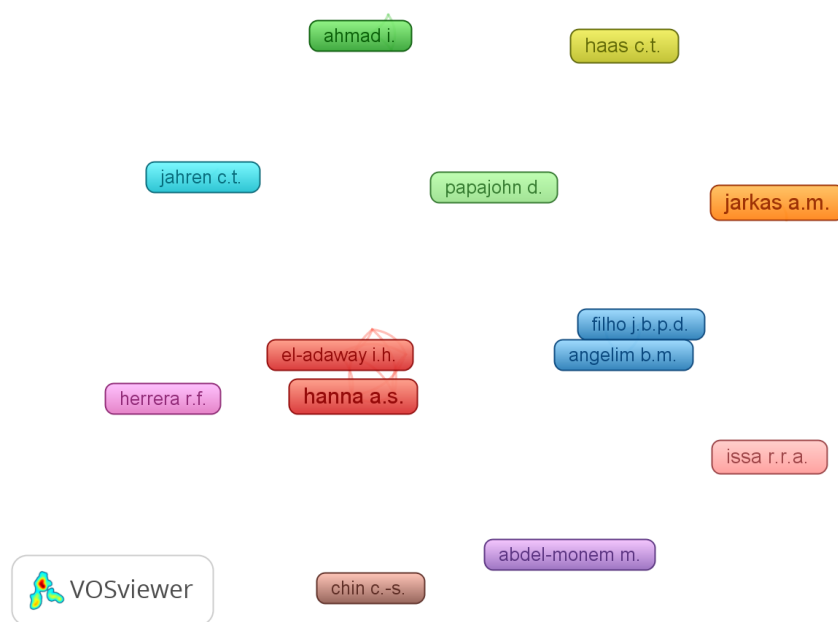 ahmad i.
haas c.t.
jahren c.t.
papajohn d.
jarkas a.m.
filho j.b.p.d.
el-adaway i.h.
angelim b.m.
hanna a.s.
herrera r.f.
issa r.r.a.
abdel-monem m.
chin c.-s.
VOSviewer